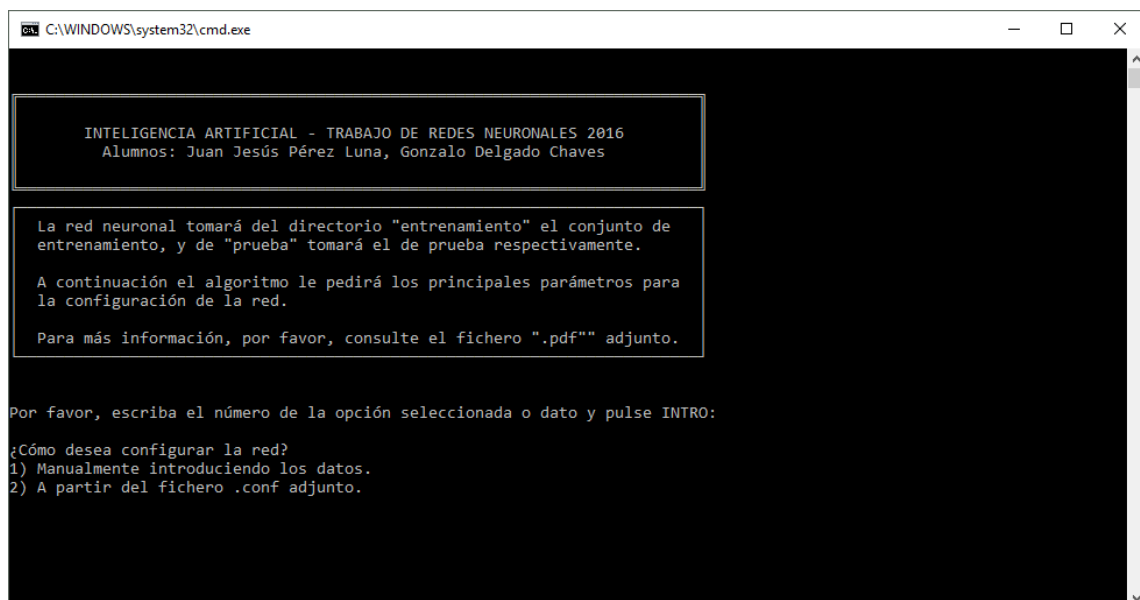 C:\WINDOWS\system32\cmd.exe
INTELIGENCIA ARTIFICIAL - TRABAJO DE REDES NEURONALES 2016
Alumnos: Juan Jesús Pérez Luna, Gonzalo Delgado Chaves
La red neuronal tomará del directorio "entrenamiento" el conjunto de
entrenamiento, y de "prueba" tomará el de prueba respectivamente.
A continuación el algoritmo le pedirá los principales parámetros para
la configuración de la red.
Para más información, por favor, consulte el fichero ".pdf"" adjunto.
Por favor, escriba el número de la opción seleccionada o dato y pulse INTRO:
¿Cómo desea configurar la red?
1) Manualmente introduciendo los datos.
2) A partir del fichero .conf adjunto.